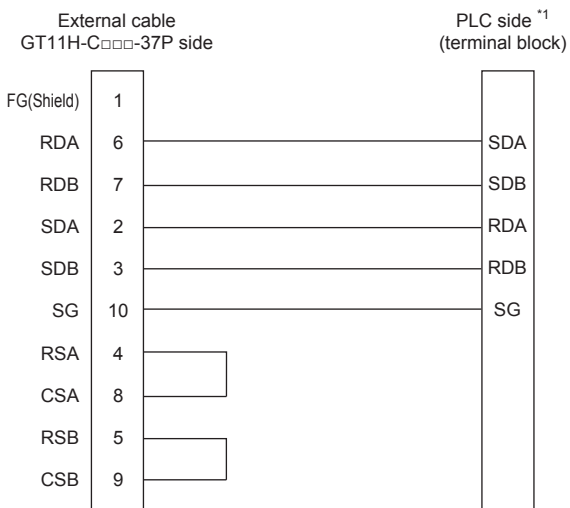 External cable
GT11H-C□□□-37P side
PLC side *1
(terminal block)
FG(Shield) 1
RDA 6 SDA
RDB 7 SDB
SDA 2 RDA
SDB 3 RDB
SG 10 SG
RSA 4
CSA 8
RSB 5
CSB 9